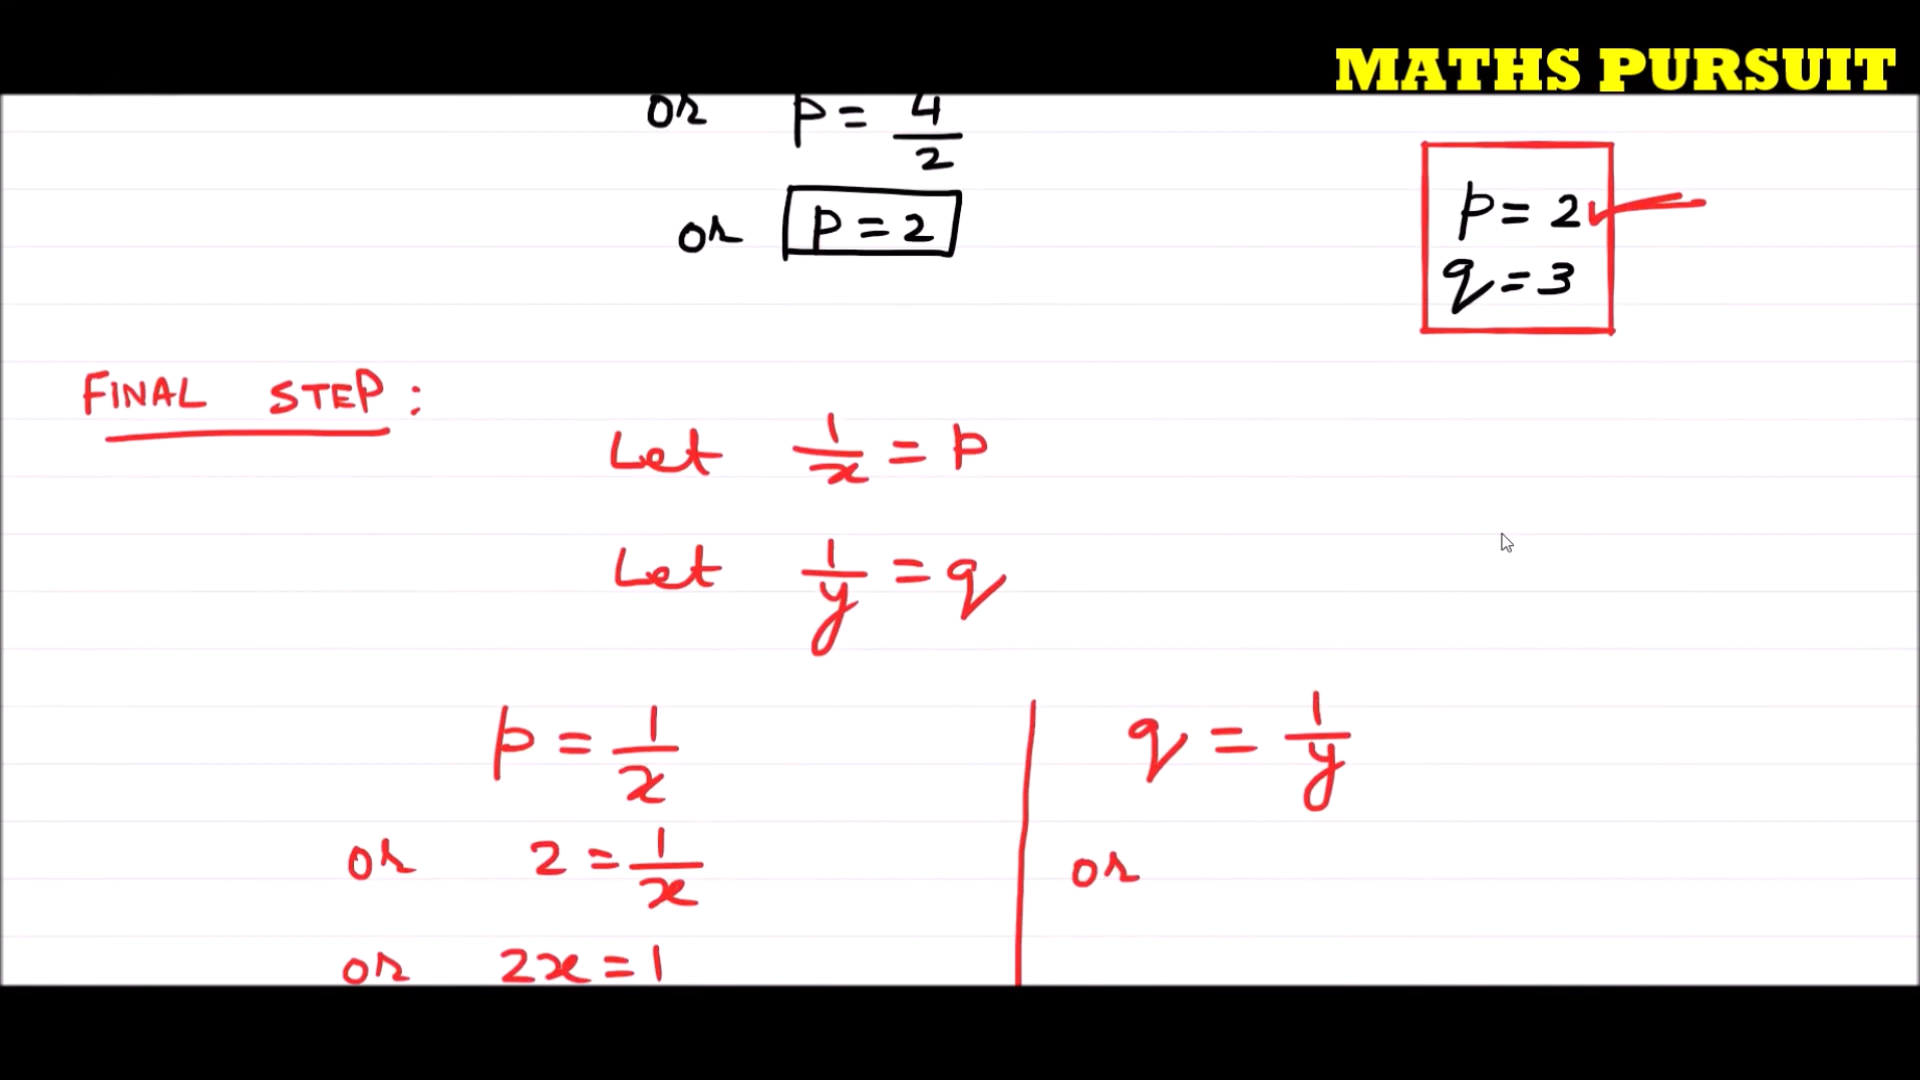 MATHS PURSUIT
or p = 4/2
or p = 2
p = 2
q = 3
FINAL STEP :
Let 1/x = p
Let 1/y = q
p = 1/x
or 2 = 1/x
or 2x = 1
q = 1/y
or